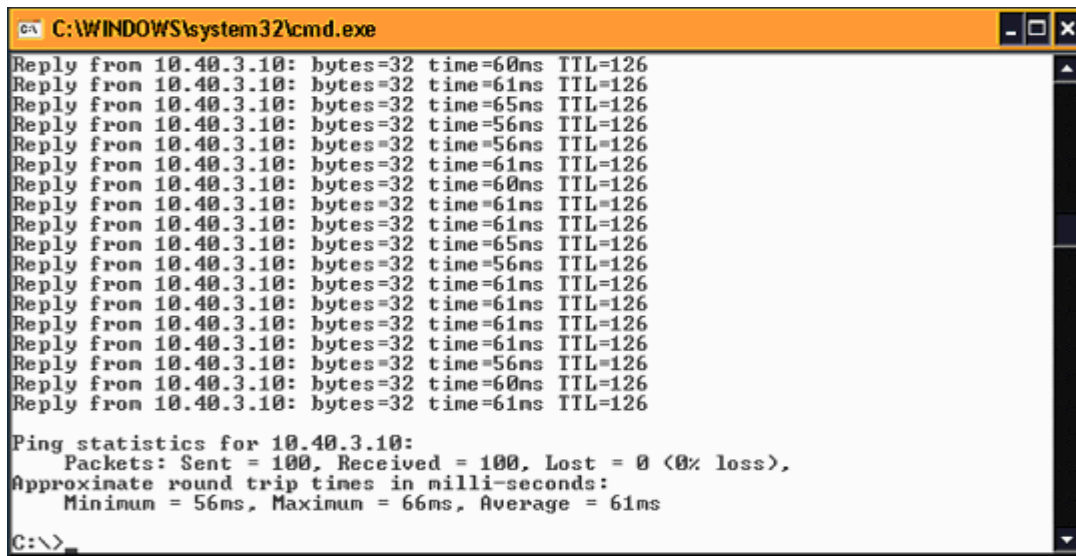 C:\WINDOWS\system32\cmd.exe
Reply from 10.40.3.10: bytes=32 time=60ms TTL=126
Reply from 10.40.3.10: bytes=32 time=61ms TTL=126
Reply from 10.40.3.10: bytes=32 time=65ms TTL=126
Reply from 10.40.3.10: bytes=32 time=56ms TTL=126
Reply from 10.40.3.10: bytes=32 time=56ms TTL=126
Reply from 10.40.3.10: bytes=32 time=61ms TTL=126
Reply from 10.40.3.10: bytes=32 time=60ms TTL=126
Reply from 10.40.3.10: bytes=32 time=61ms TTL=126
Reply from 10.40.3.10: bytes=32 time=61ms TTL=126
Reply from 10.40.3.10: bytes=32 time=65ms TTL=126
Reply from 10.40.3.10: bytes=32 time=56ms TTL=126
Reply from 10.40.3.10: bytes=32 time=61ms TTL=126
Reply from 10.40.3.10: bytes=32 time=61ms TTL=126
Reply from 10.40.3.10: bytes=32 time=61ms TTL=126
Reply from 10.40.3.10: bytes=32 time=61ms TTL=126
Reply from 10.40.3.10: bytes=32 time=56ms TTL=126
Reply from 10.40.3.10: bytes=32 time=60ms TTL=126
Reply from 10.40.3.10: bytes=32 time=61ms TTL=126
Ping statistics for 10.40.3.10:
Packets: Sent = 100, Received = 100, Lost = 0 (0% loss),
Approximate round trip times in milli-seconds:
Minimum = 56ms, Maximum = 66ms, Average = 61ms
C:\>_